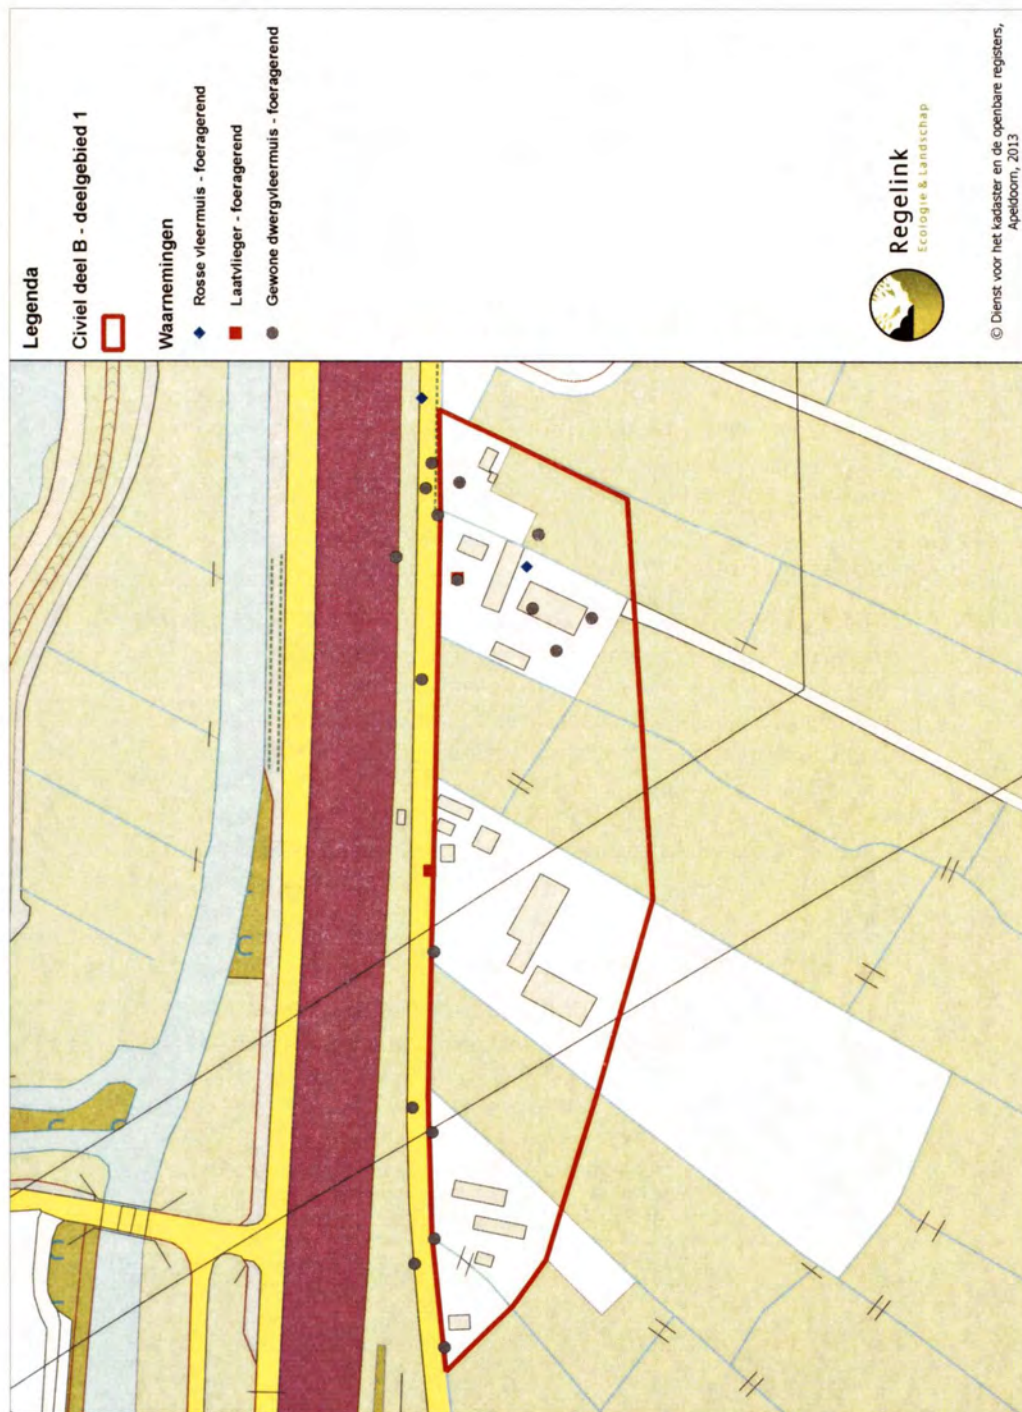 Legenda
Civiel deel B - deelgebied 1
Waarnemingen
Rosse vleermuis - foeragerend
Laatvlieger - foeragerend
Gewone dwergvleermuis - foeragerend
Regelink
Ecologie & Landschap
© Dienst voor het kadaster en de openbare registers,
Apeldoorn, 2013